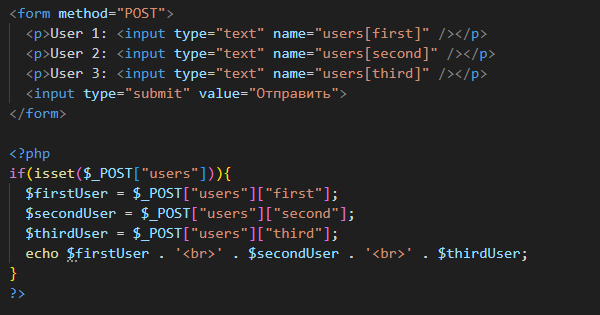 <form method="POST">
<p>User 1: <input type="text" name="users[first]" /></p>
<p>User 2: <input type="text" name="users[second]" /></p>
<p>User 3: <input type="text" name="users[third]" /></p>
<input type="submit" value="Отправить">
</form>
<?php
if(isset($_POST["users"])){
$firstUser = $_POST["users"]["first"];
$secondUser = $_POST["users"]["second"];
$thirdUser = $_POST["users"]["third"];
echo $firstUser . '<br>' . $secondUser . '<br>' . $thirdUser;
}
?>